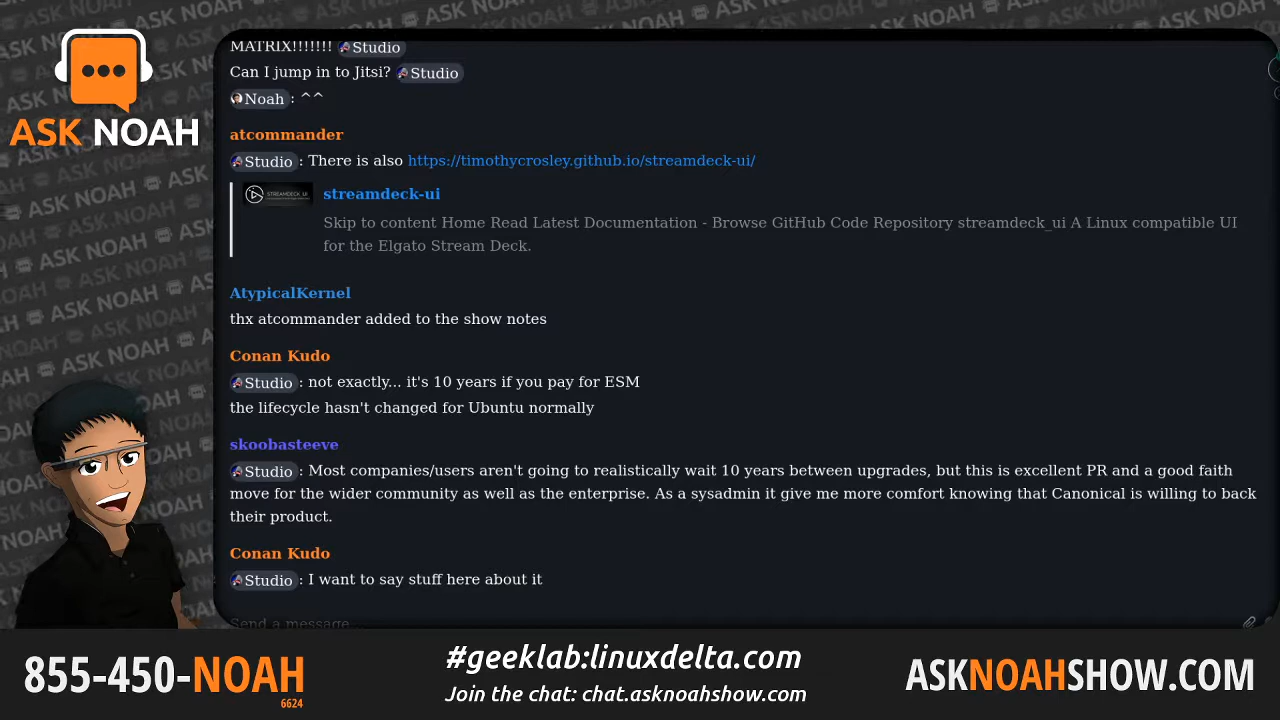 ASK NOAH
MATRIX!!!!!!! Studio
Can I jump in to Jitsi? Studio
Noah : ^^
atcommander
Studio : There is also https://timothycrosley.github.io/streamdeck-ui/
STREAMDECK_UI
streamdeck-ui
Skip to content Home Read Latest Documentation - Browse GitHub Code Repository streamdeck_ui A Linux compatible UI
for the Elgato Stream Deck.
AtypicalKernel
thx atcommander added to the show notes
Conan Kudo
Studio : not exactly... it's 10 years if you pay for ESM
the lifecycle hasn't changed for Ubuntu normally
skoobasteeve
Studio : Most companies/users aren't going to realistically wait 10 years between upgrades, but this is excellent PR and a good faith
move for the wider community as well as the enterprise. As a sysadmin it give me more comfort knowing that Canonical is willing to back
their product.
Conan Kudo
Studio : I want to say stuff here about it
Send a message...
855-450-NOAH
6624
#geeklab:linuxdelta.com
Join the chat: chat.asknoahshow.com
ASKNOAHSHOW.COM